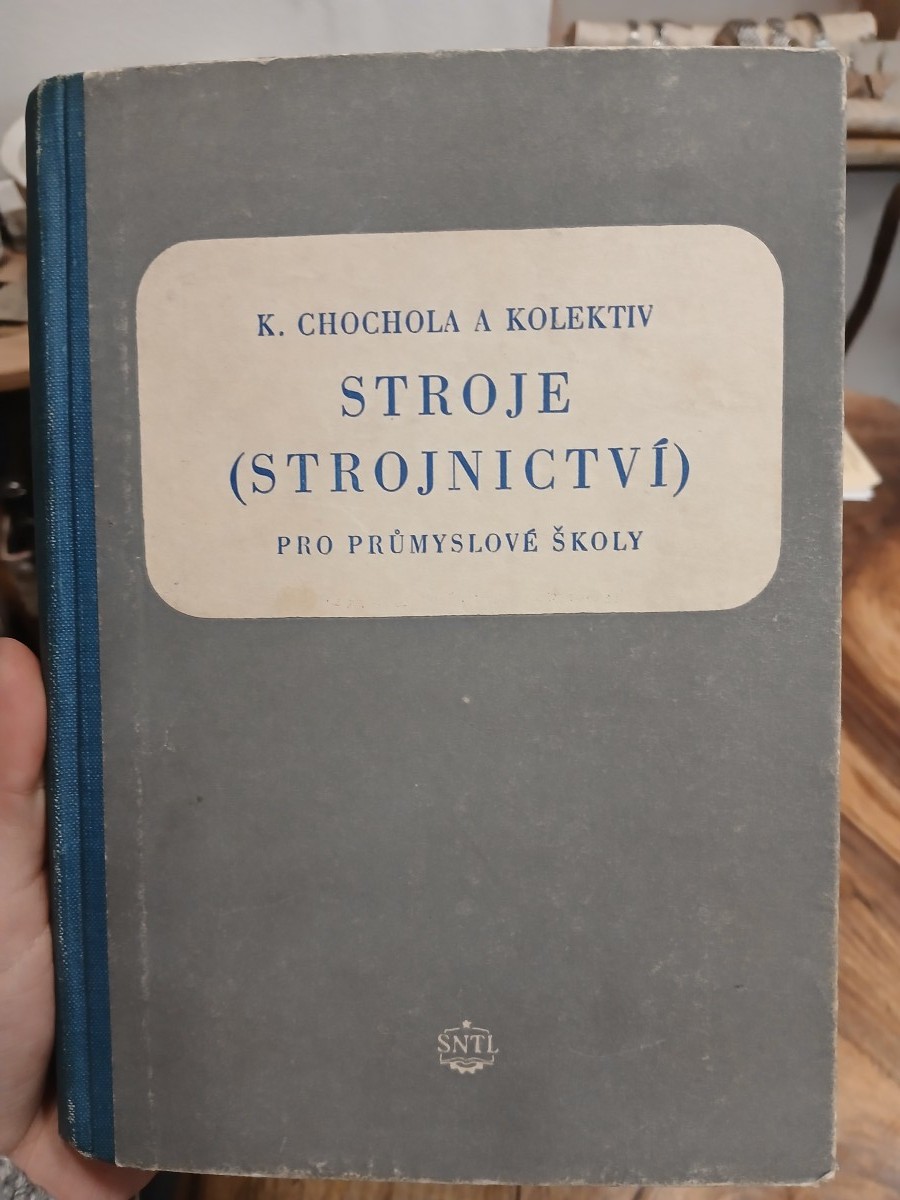 K. CHOCHOLA A KOLEKTIV
STROJE
(STROJNICTVÍ)
PRO PRŮMYSLOVÉ ŠKOLY
SNTL